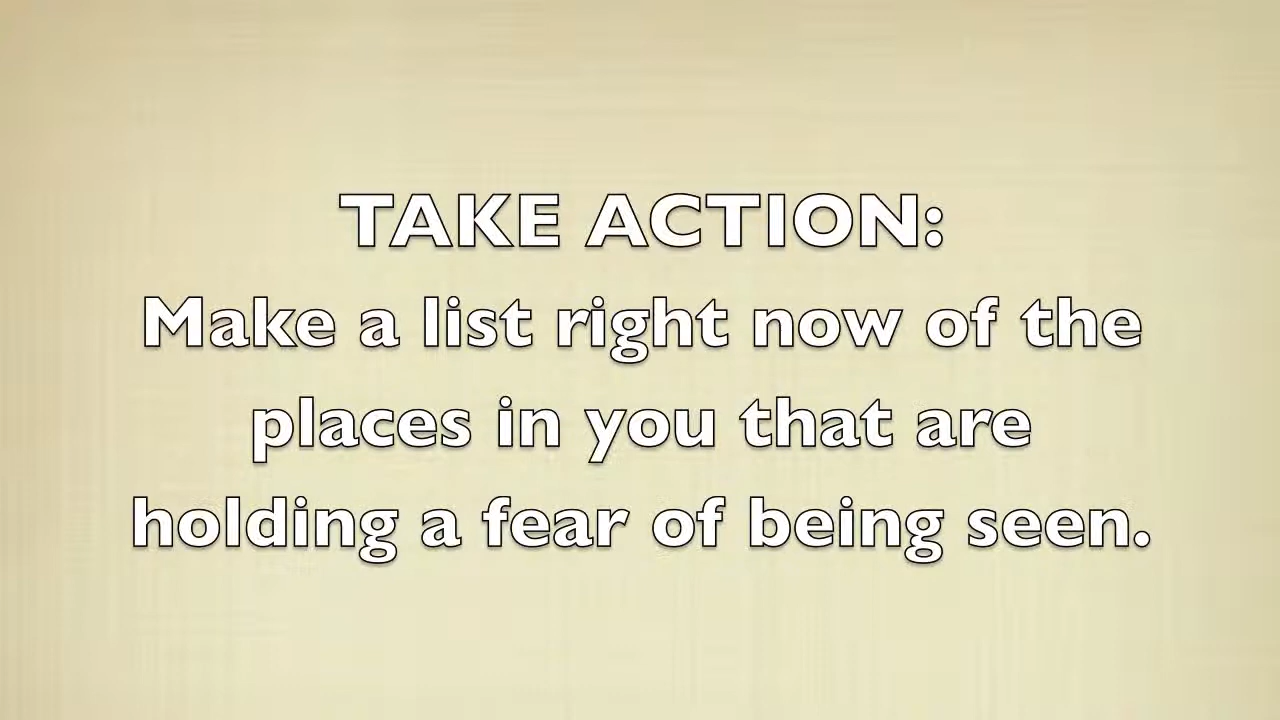 TAKE ACTION:
Make a list right now of the
places in you that are
holding a fear of being seen.